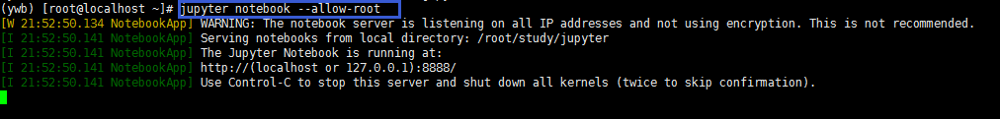 (ywb) [root@localhost ~]# jupyter notebook --allow-root
[W 21:52:50.134 NotebookApp] WARNING: The notebook server is listening on all IP addresses and not using encryption. This is not recommended.
[I 21:52:50.141 NotebookApp] Serving notebooks from local directory: /root/study/jupyter
[I 21:52:50.141 NotebookApp] The Jupyter Notebook is running at:
[I 21:52:50.141 NotebookApp] http://(localhost or 127.0.0.1):8888/
[I 21:52:50.141 NotebookApp] Use Control-C to stop this server and shut down all kernels (twice to skip confirmation).